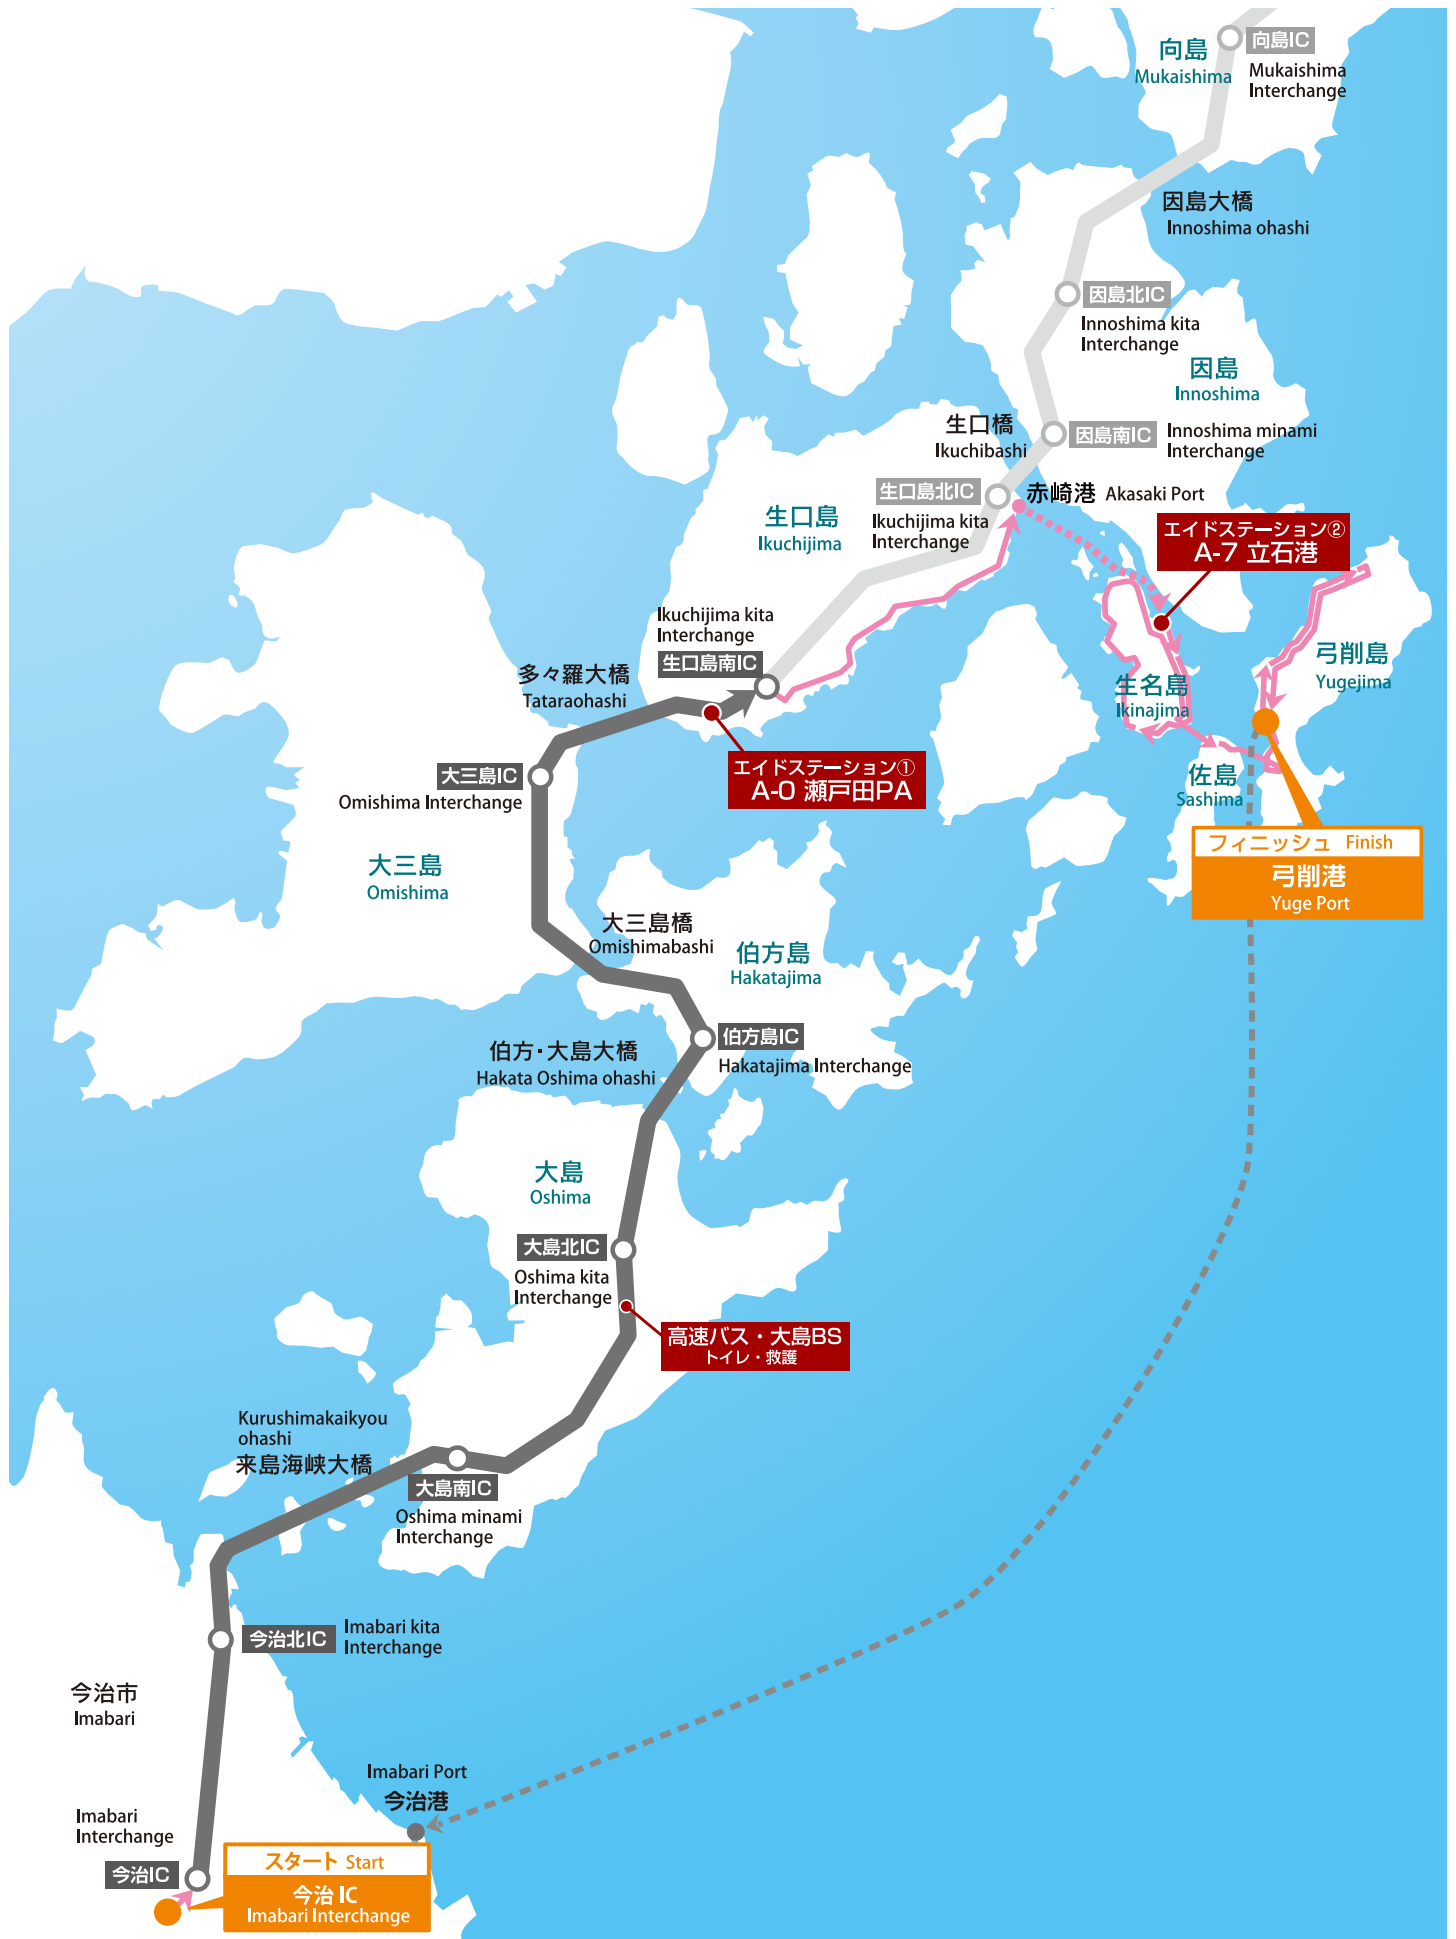 向島
Mukaishima
向島IC
Mukaishima
Interchange
因島大橋
Innoshima ohashi
因島北IC
Innoshima kita
Interchange
因島
Innoshima
生口橋
Ikuchibashi
因島南IC
Innoshima minami
Interchange
生口島北IC
Ikuchijima kita
Interchange
赤崎港 Akasaki Port
生口島
Ikuchijima
エイドステーション②
A-7 立石港
Ikuchijima kita
Interchange
生口島南IC
多々羅大橋
Tataraohashi
生名島
Ikinajima
弓削島
Yugejima
エイドステーション①
A-0 瀬戸田PA
大三島IC
Omishima Interchange
佐島
Sashima
フィニッシュ Finish
弓削港
Yuge Port
大三島
Omishima
大三島橋
Omishimabashi
伯方島
Hakatajima
伯方島IC
Hakatajima Interchange
伯方・大島大橋
Hakata Oshima ohashi
大島
Oshima
大島北IC
Oshima kita
Interchange
高速バス・大島BS
トイレ・救護
Kurushimakaikyou
ohashi
来島海峡大橋
大島南IC
Oshima minami
Interchange
今治北IC
Imabari kita
Interchange
今治市
Imabari
Imabari Port
今治港
Imabari
Interchange
今治IC
スタート Start
今治 IC
Imabari Interchange